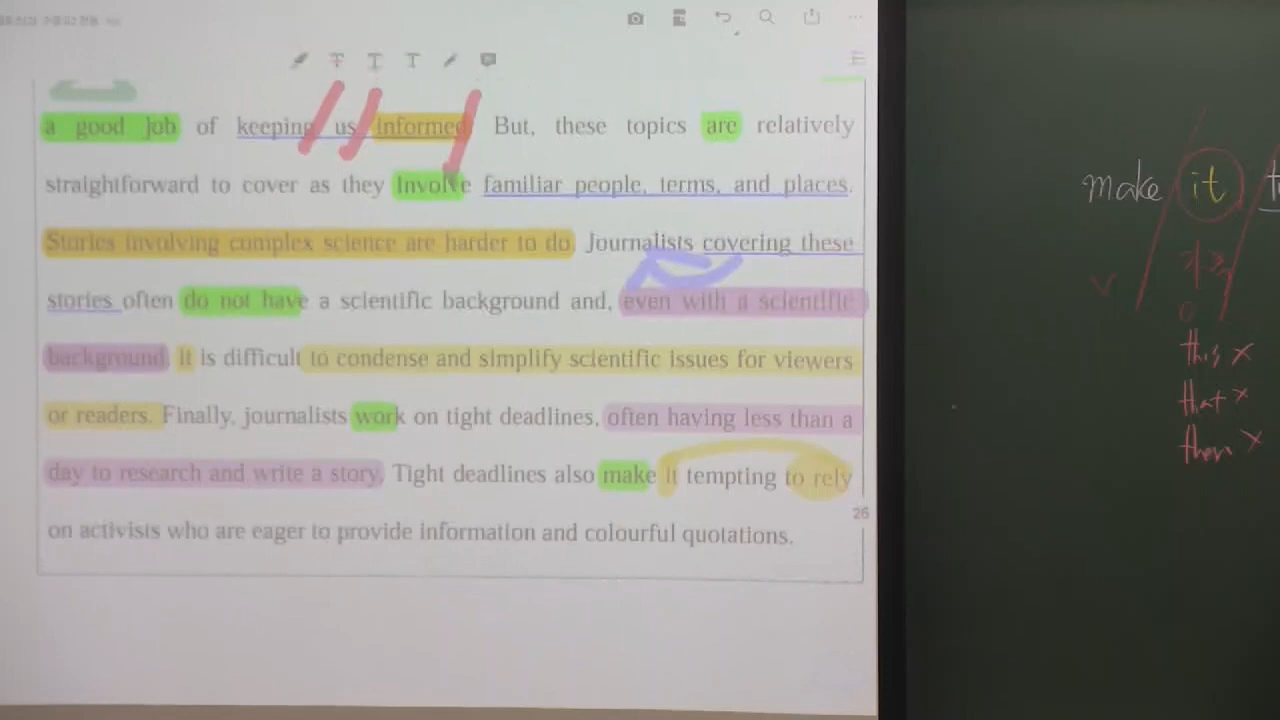 a good job of keeping us informed. But, these topics are relatively
straightforward to cover as they involve familiar people, terms, and places.
Stories involving complex science are harder to do. Journalists covering these
stories often do not have a scientific background and, even with a scientific
background it is difficult to condense and simplify scientific issues for viewers
or readers. Finally, journalists work on tight deadlines, often having less than a
day to research and write a story. Tight deadlines also make it tempting to rely
on activists who are eager to provide information and colourful quotations.
26
make it
V
O
this x
that x